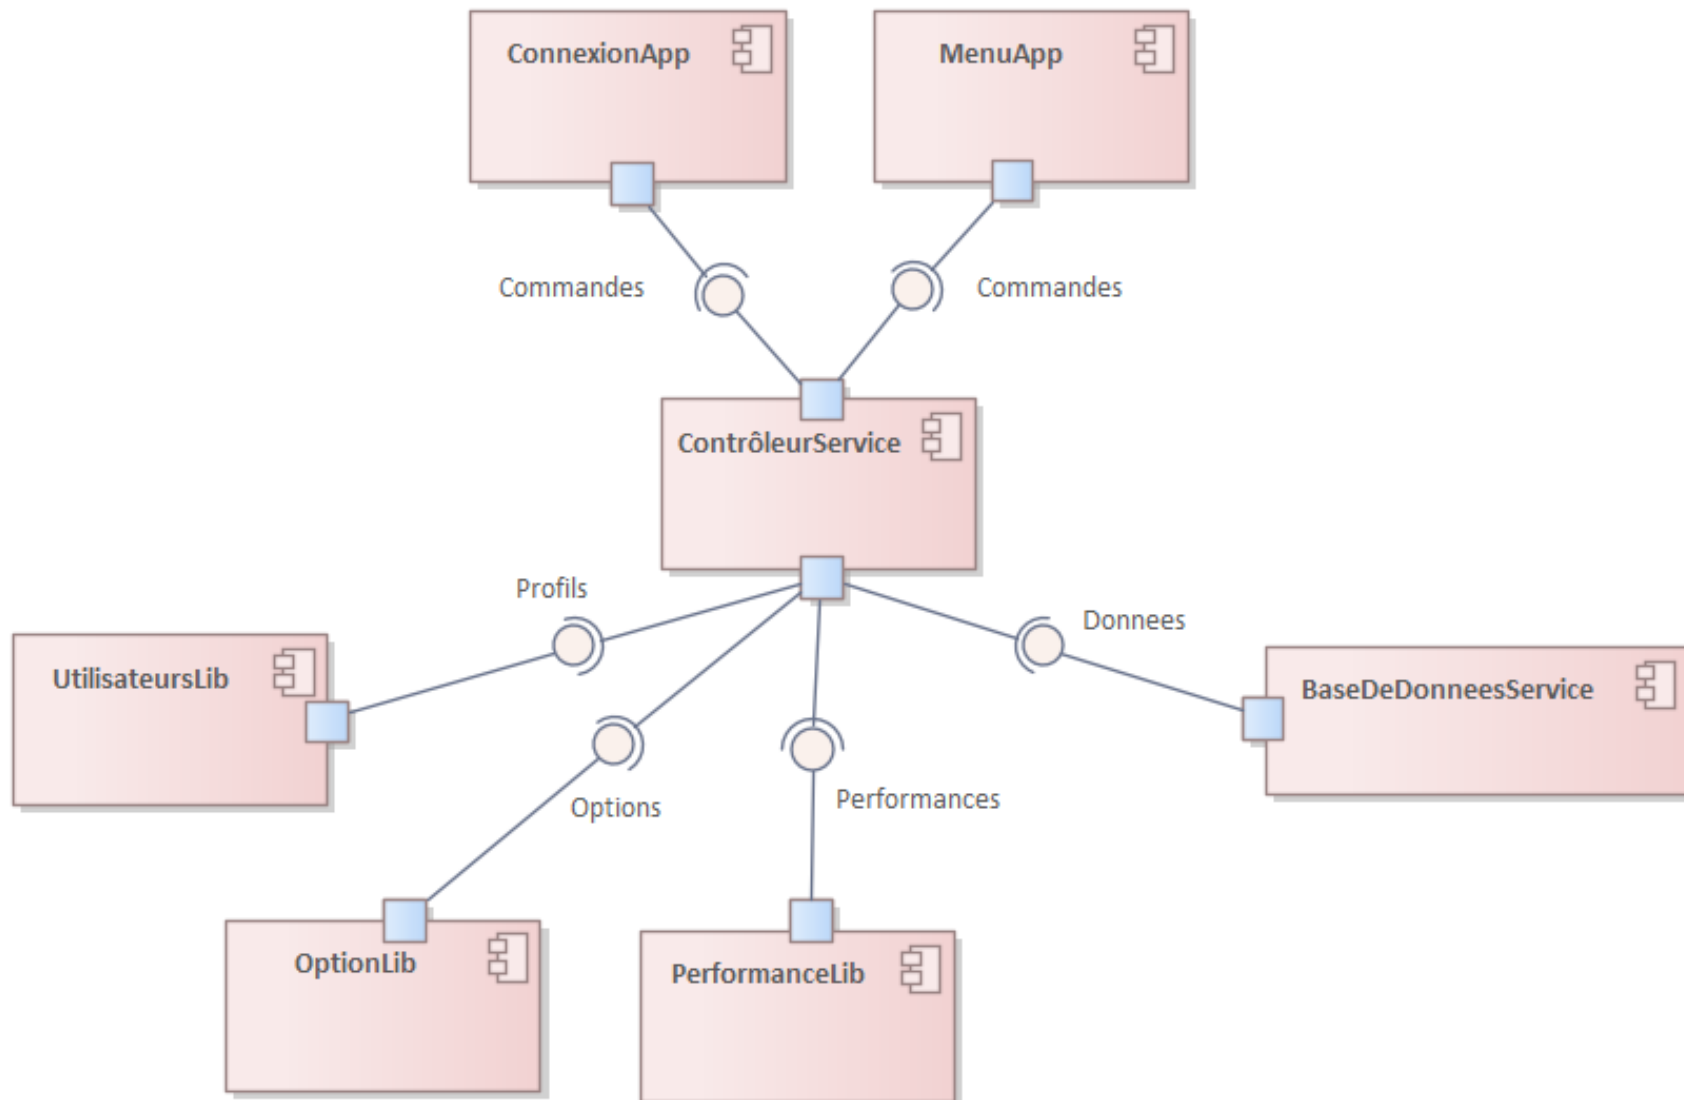 ConnexionApp
MenuApp
Commandes
Commandes
ContrôleurService
Profils
Donnees
UtilisateursLib
BaseDeDonneesService
Options
Performances
OptionLib
PerformanceLib